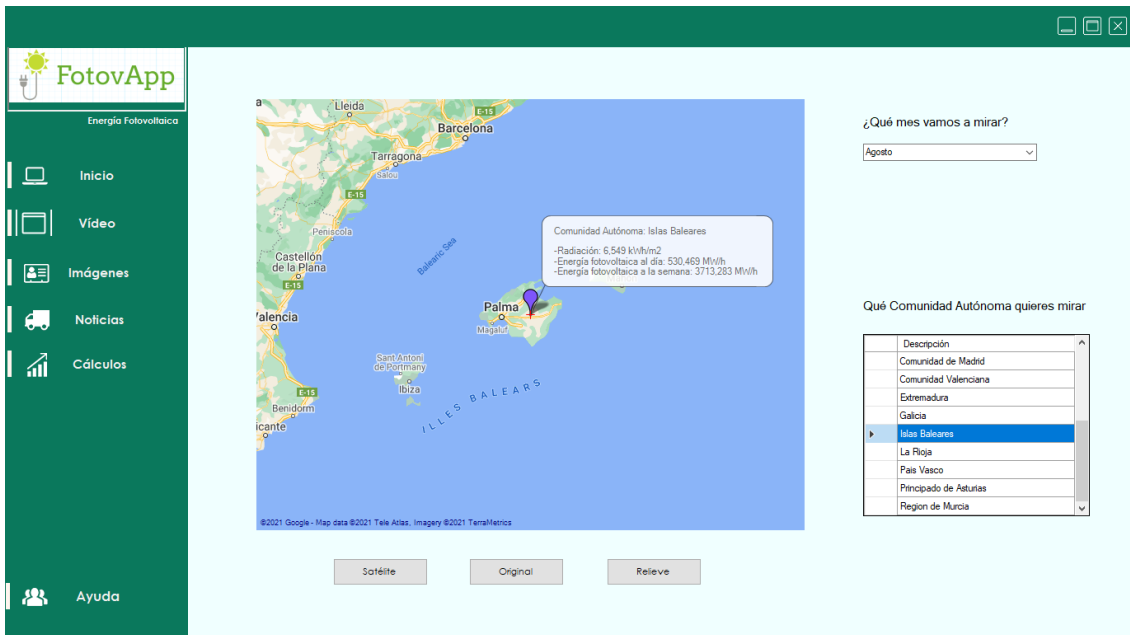 FotovApp
Energía Fotovoltaica
Inicio
Vídeo
Imágenes
Noticias
Cálculos
Ayuda
a
Lleida
E-15
Barcelona
Tarragona
Salou
E-15
Peniscola
Balearic Sea
Castellón
de la Plana
E-15
Comunidad Autónoma: Islas Baleares
-Radiación: 6,549 kWh/m2
-Energía fotovoltaica al día: 530,469 MW/h
-Energía fotovoltaica a la semana: 3713,283 MW/h
Palma
Magaluf
Valencia
Sant Antoni
de Portmany
Ibiza
E-15
Benidorm
icante
ILLES BALEARS
©2021 Google - Map data ©2021 Tele Atlas, Imagery ©2021 TerraMetrics
Satélite
Original
Relieve
¿Qué mes vamos a mirar?
Agosto
Qué Comunidad Autónoma quieres mirar
Descripción
Comunidad de Madrid
Comunidad Valenciana
Extremadura
Galicia
Islas Baleares
La Rioja
Pais Vasco
Principado de Asturias
Region de Murcia